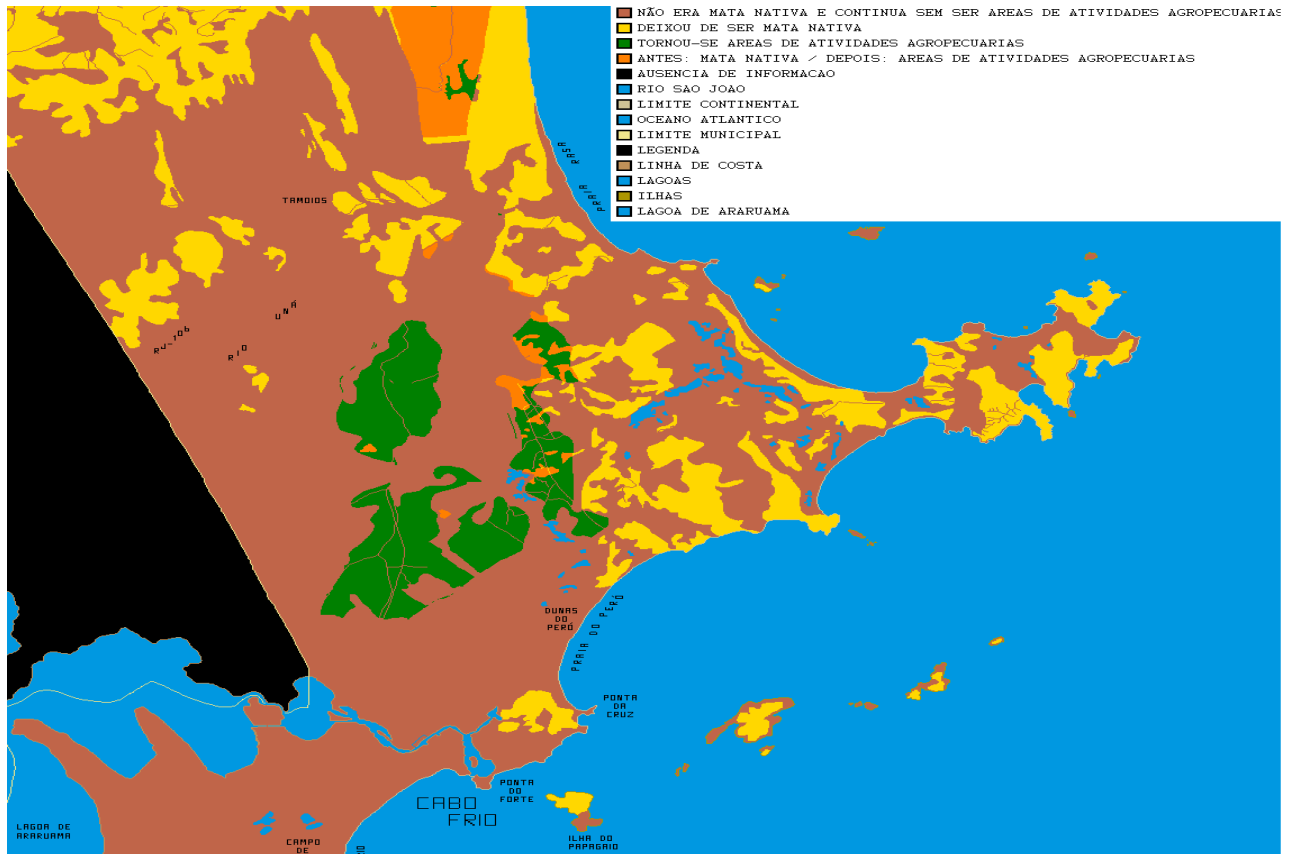 NÃO ERA MATA NATIVA E CONTINUA SEM SER AREAS DE ATIVIDADES AGROPECUARIAS
DEIXOU DE SER MATA NATIVA
TORNOU-SE AREAS DE ATIVIDADES AGROPECUARIAS
ANTES: MATA NATIVA / DEPOIS: AREAS DE ATIVIDADES AGROPECUARIAS
AUSENCIA DE INFORMACAO
RIO SAO JOAO
LIMITE CONTINENTAL
OCEANO ATLANTICO
LIMITE MUNICIPAL
LEGENDA
LINHA DE COSTA
LAGOAS
ILHAS
LAGOA DE ARARUAMA
PRAIA RASA
TAMOIOS
RIO UNÁ
RJ-106
DUNAS
DO
PERÓ
PRAIA DO PERÓ
PONTA
DA
CRUZ
PONTA
DO
FORTE
CABO
FRIO
LAGOA DE
ARARUAMA
CAMPO
DE
ILHA DO
PAPAGAIO